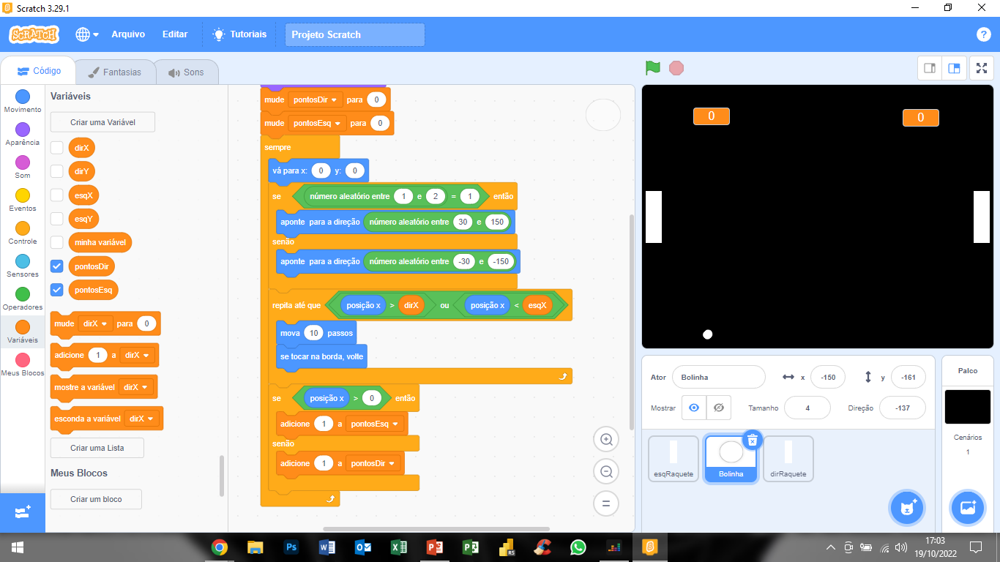 Scratch 3.29.1
SCRATCH
Arquivo
Editar
Tutoriais
Projeto Scratch
?
Código
Fantasias
Sons
Movimento
Aparência
Som
Eventos
Controle
Sensores
Operadores
Variáveis
Meus Blocos
Variáveis
Criar uma Variável
dirX
dirY
esqX
esqY
minha variável
pontosDir
pontosEsq
mude dirX para 0
adicione 1 a dirX
mostre a variável dirX
esconda a variável dirX
Criar uma Lista
Meus Blocos
Criar um bloco
mude pontosDir para 0
mude pontosEsq para 0
sempre
vá para x: 0 y: 0
se número aleatório entre 1 e 2 = 1 então
aponte para a direção número aleatório entre 30 e 150
senão
aponte para a direção número aleatório entre -30 e -150
repita até que posição x > dirX ou posição x < esqX
mova 10 passos
se tocar na borda, volte
se posição x > 0 então
adicione 1 a pontosEsq
senão
adicione 1 a pontosDir
0
0
Ator Bolinha x -150 y -161
Mostrar Tamanho 4 Direção -137
esqRaquete
Bolinha
dirRaquete
Palco
Cenários
1
Ps
RS
17:03
19/10/2022